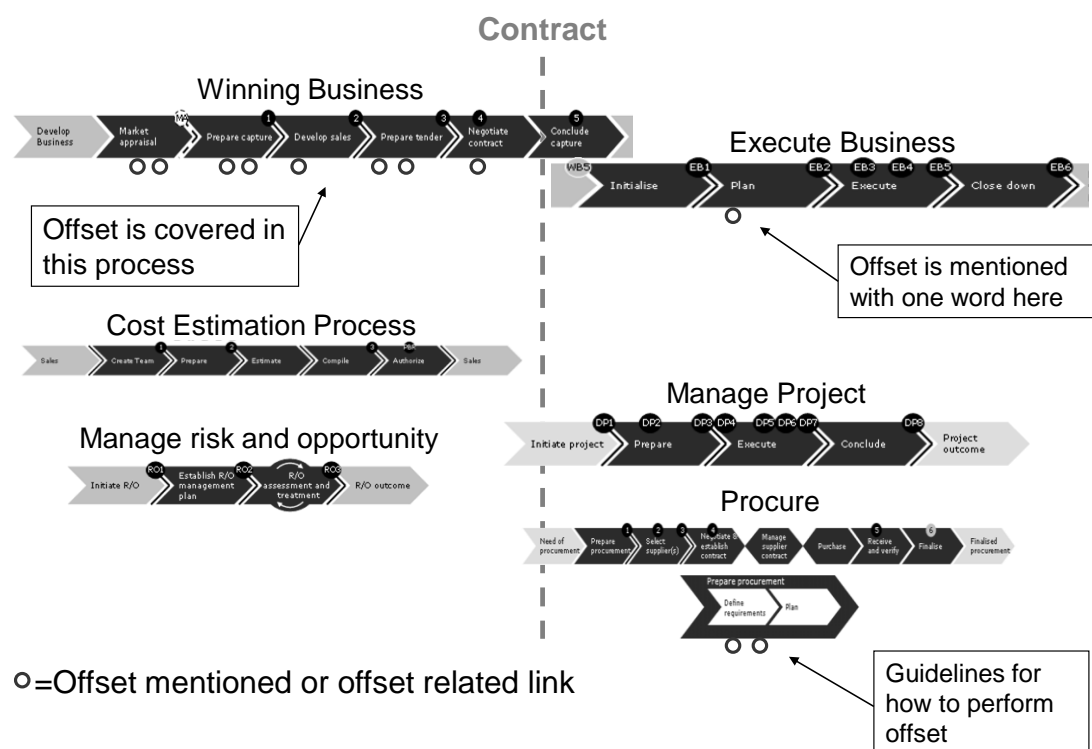 Contract
Winning Business
Develop
Business
Market
appraisal
MA
Prepare capture
1
Develop sales
2
Prepare tender
3
Negotiate
contract
4
Conclude
capture
5
Offset is covered in
this process
Execute Business
WB5
Initialise
EB1
Plan
EB2
Execute
EB3
EB4
EB5
Close down
EB6
Offset is mentioned
with one word here
Cost Estimation Process
Sales
Create Team
1
Prepare
2
Estimate
Compile
3
Authorize
PBR
Sales
Manage Project
Initiate project
DP1
Prepare
DP2
DP3
DP4
Execute
DP5
DP6
DP7
Conclude
DP8
Project
outcome
Manage risk and opportunity
Initiate R/O
RO1
Establish R/O
management
plan
RO2
R/O
assessment and
treatment
RO3
R/O outcome
Procure
Need of
procurement
Prepare
procurement
1
Select
supplier(s)
2
3
Negotiate &
establish
contract
4
Manage
supplier
contract
Purchase
Receive
and verify
5
Finalise
6
Finalised
procurement
Prepare procurement
Define
requirements
Plan
Guidelines for
how to perform
offset
=Offset mentioned or offset related link